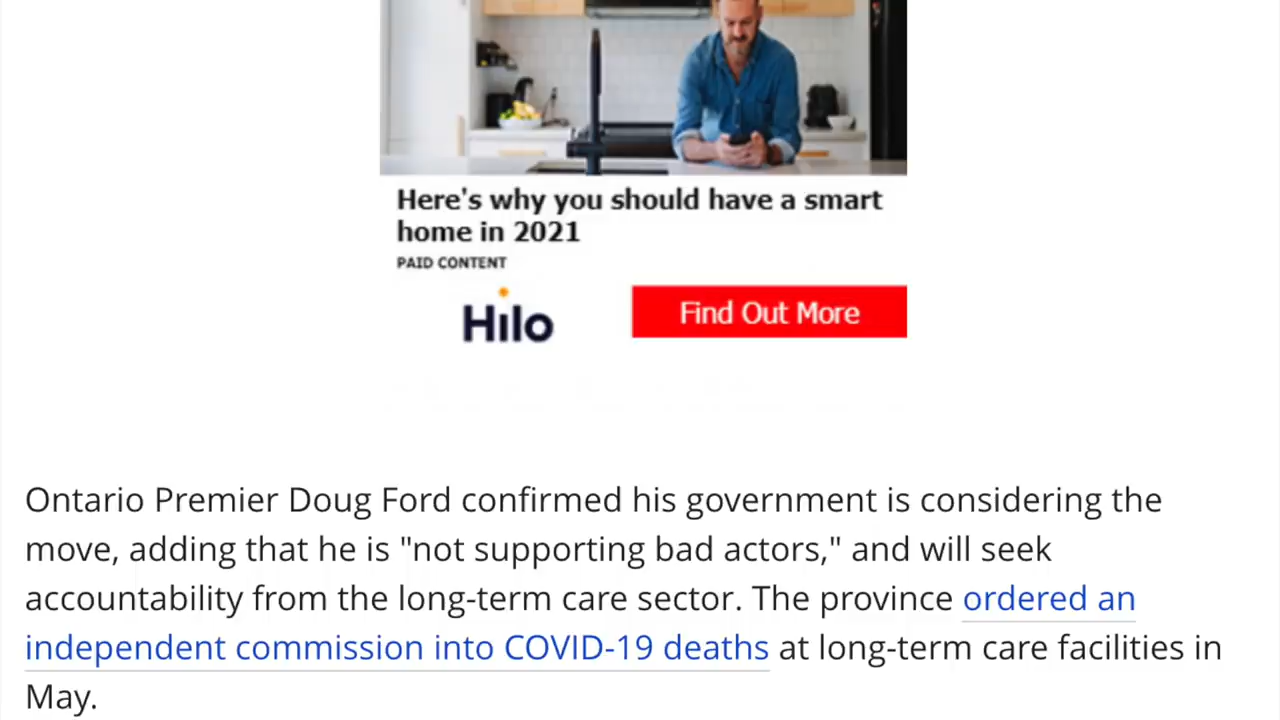 Here's why you should have a smart
home in 2021
PAID CONTENT
Hilo
Find Out More
Ontario Premier Doug Ford confirmed his government is considering the
move, adding that he is "not supporting bad actors," and will seek
accountability from the long-term care sector. The province ordered an
independent commission into COVID-19 deaths at long-term care facilities in
May.